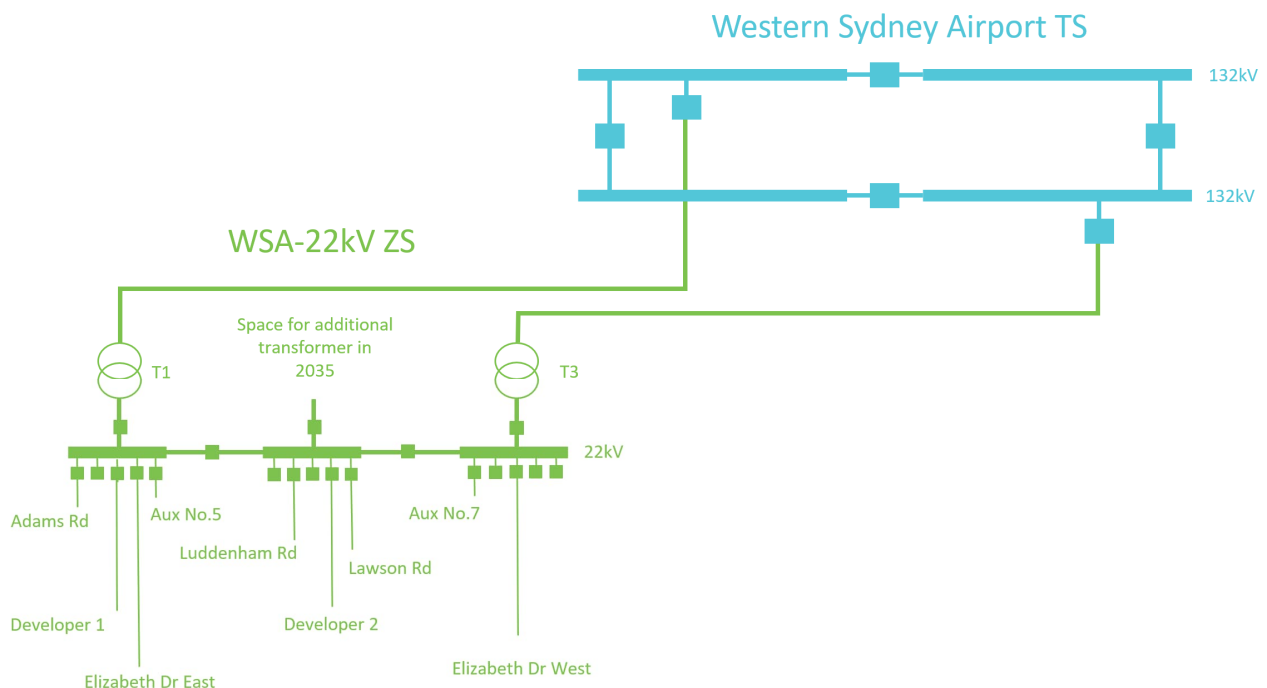 Western Sydney Airport TS
132kV
132kV
WSA-22kV ZS
Space for additional
transformer in
2035
T1
T3
22kV
Adams Rd
Aux No.5
Aux No.7
Luddenham Rd
Lawson Rd
Developer 1
Developer 2
Elizabeth Dr West
Elizabeth Dr East